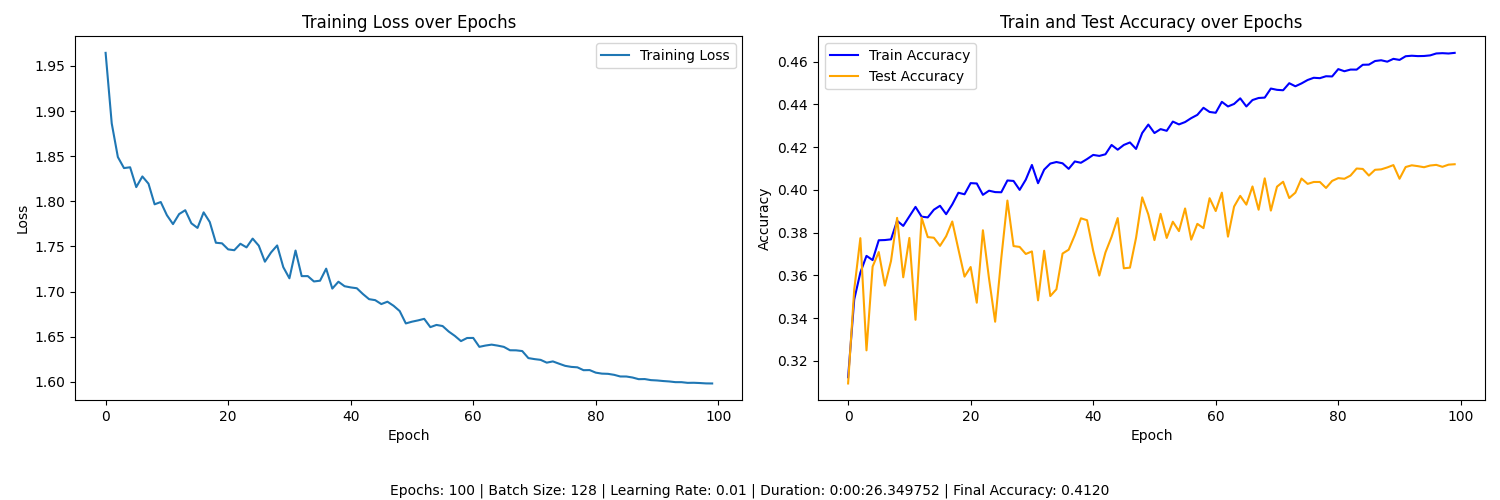 Training Loss over Epochs
Training Loss
Loss
1.95
1.90
1.85
1.80
1.75
1.70
1.65
1.60
0 20 40 60 80 100
Epoch
Train and Test Accuracy over Epochs
Train Accuracy
Test Accuracy
Accuracy
0.46
0.44
0.42
0.40
0.38
0.36
0.34
0.32
0 20 40 60 80 100
Epoch
Epochs: 100 | Batch Size: 128 | Learning Rate: 0.01 | Duration: 0:00:26.349752 | Final Accuracy: 0.4120